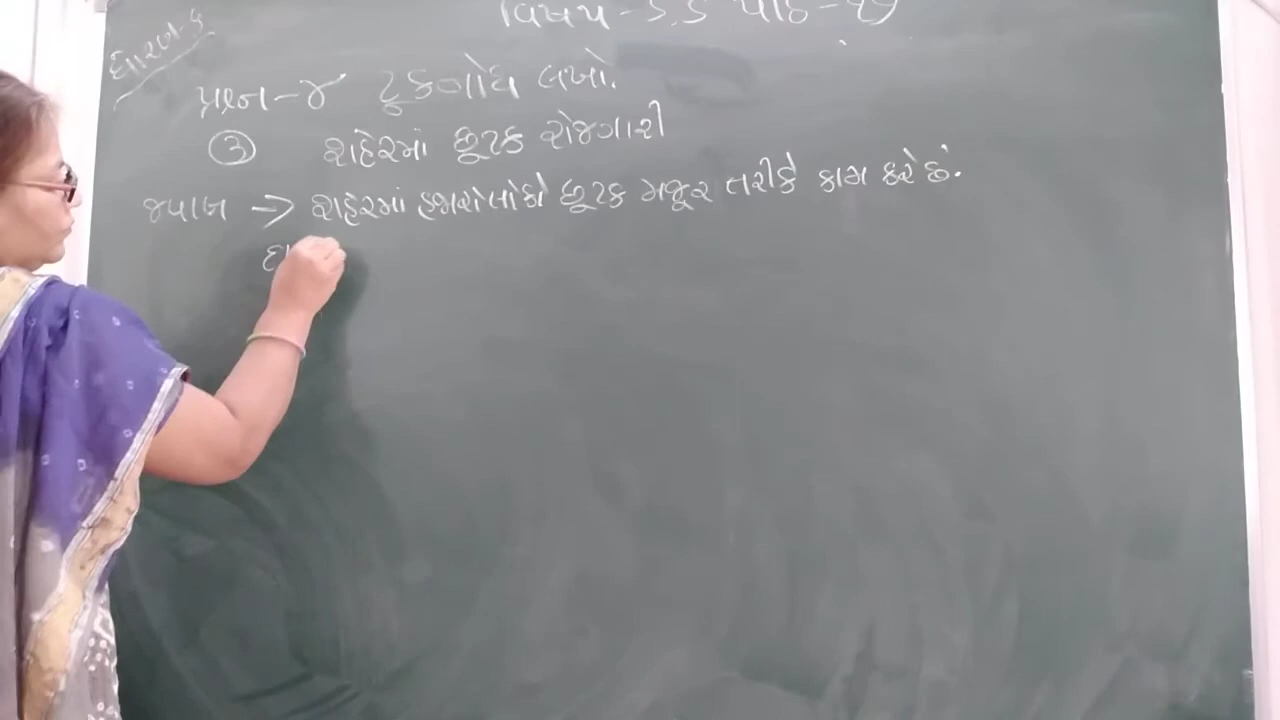 ધોરણ-૬
વિષય - સ.સ પાઠ-૧૭
પ્રશ્ન-૪ ટૂંકનોંધ લખો.
૩ શહેરમાં છૂટક રોજગારી
જવાબ → શહેરમાં હજારો લોકો છૂટક મજૂર તરીકે કામ કરે છે.